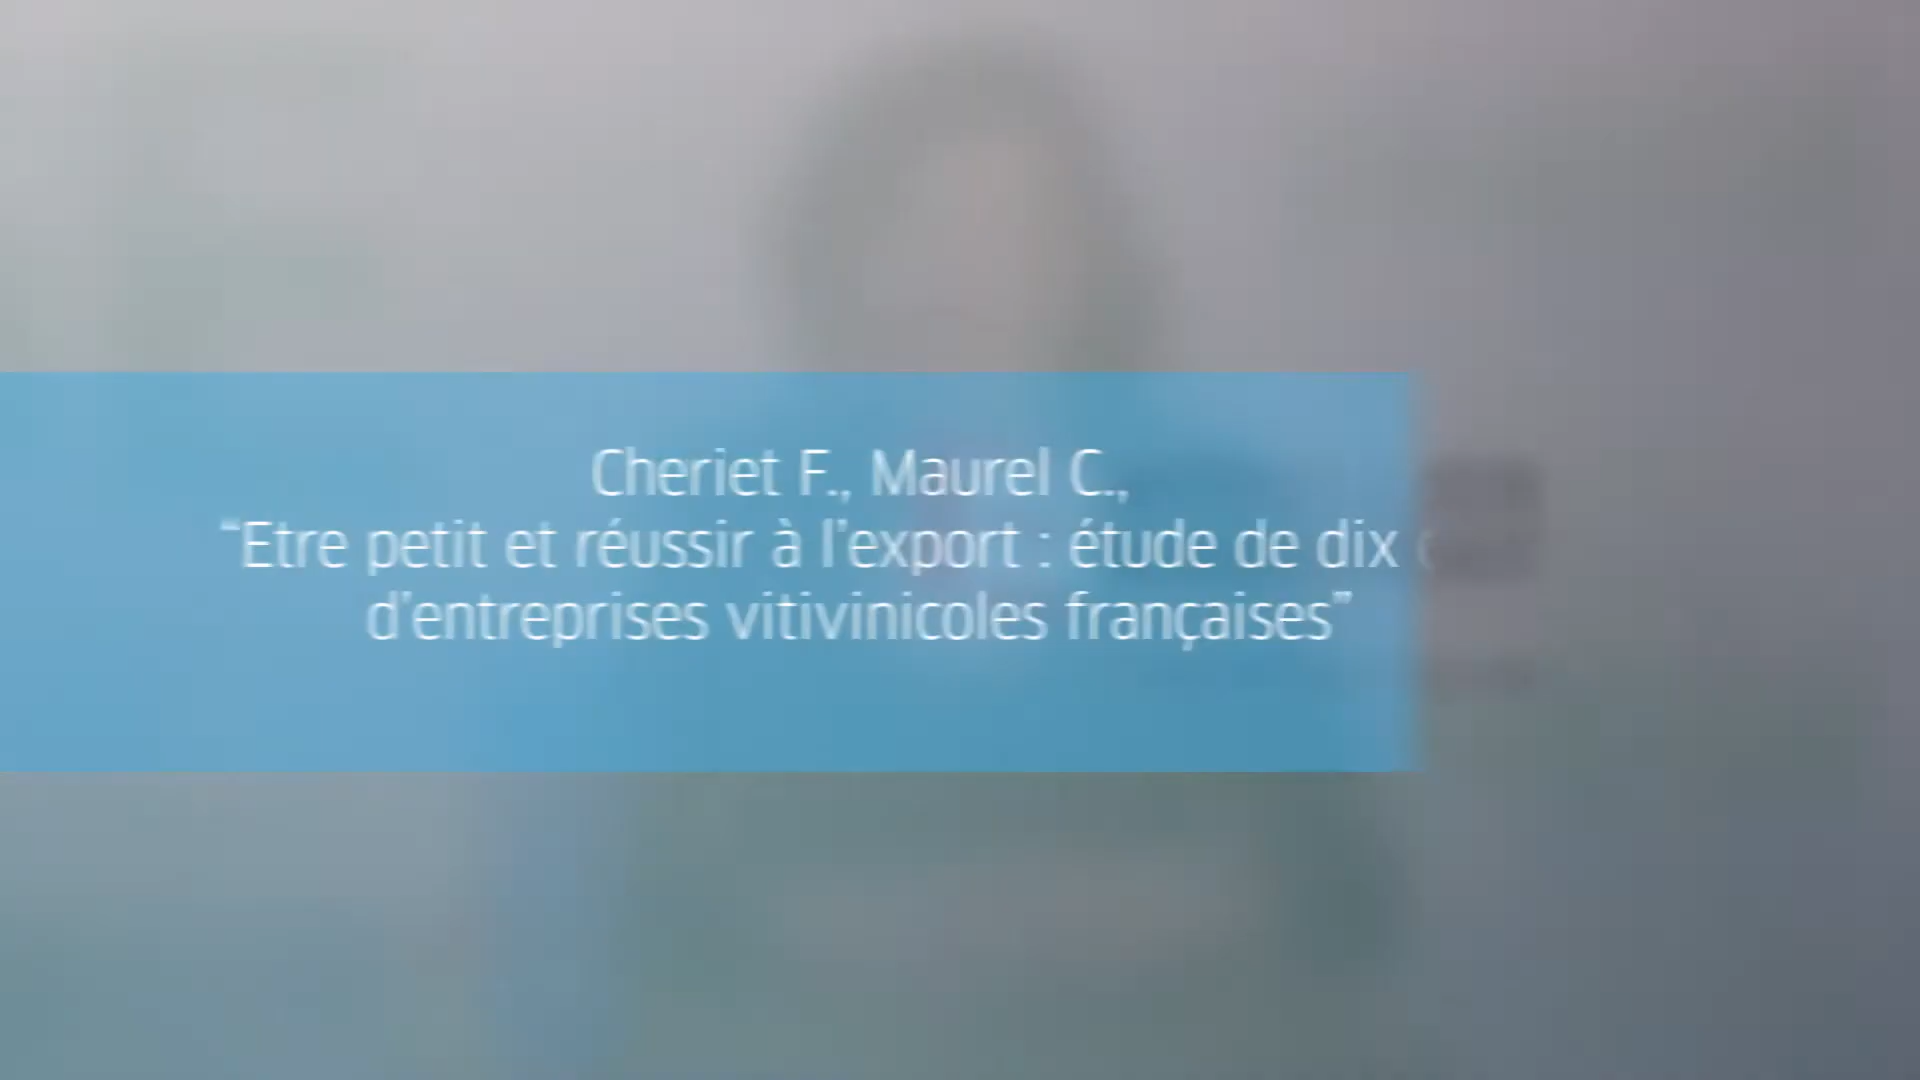 Cheriet F., Maurel C.,
“Etre petit et réussir à l'export : étude de dix
d'entreprises vitivinicoles françaises”